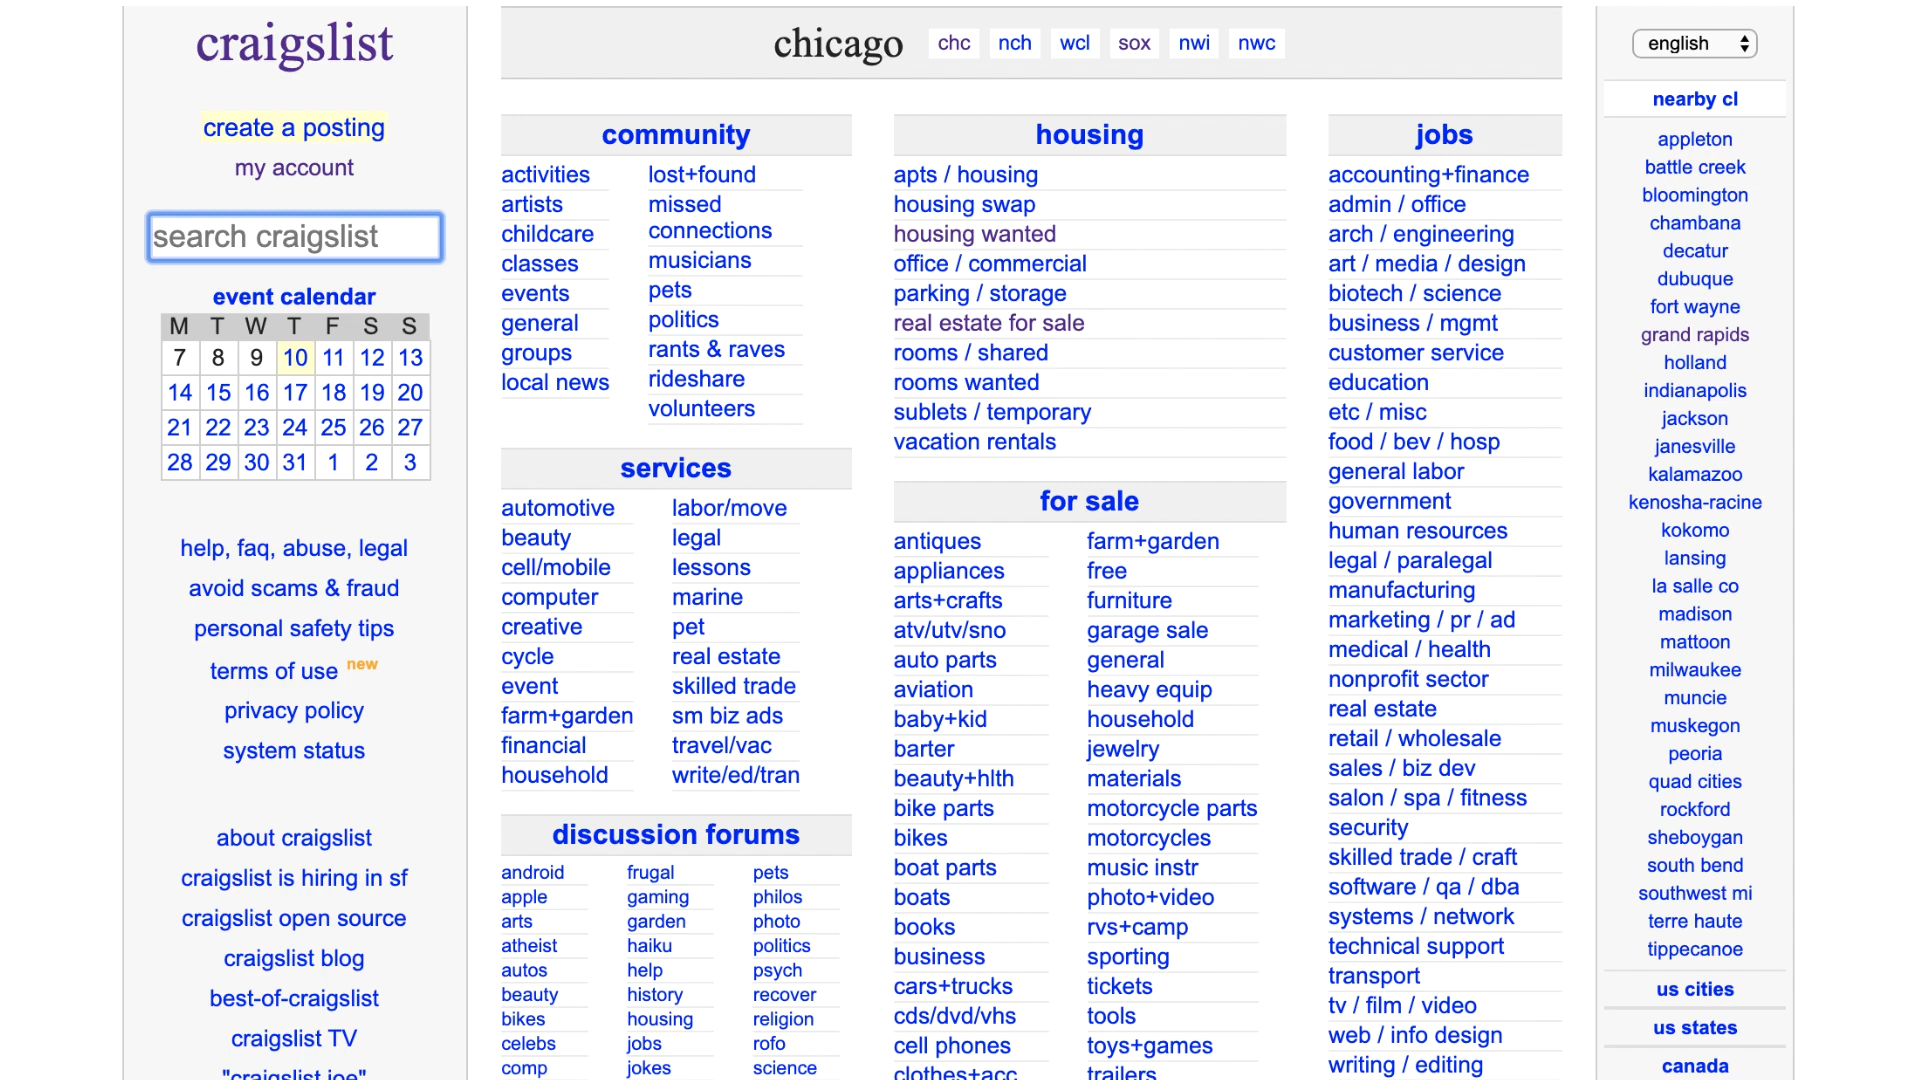 craigslist
create a posting
my account
search craigslist
event calendar
M T W T F S S
7 8 9 10 11 12 13
14 15 16 17 18 19 20
21 22 23 24 25 26 27
28 29 30 31 1 2 3
help, faq, abuse, legal
avoid scams & fraud
personal safety tips
terms of use new
privacy policy
system status
about craigslist
craigslist is hiring in sf
craigslist open source
craigslist blog
best-of-craigslist
craigslist TV
"craigslist joe"
chicago chc nch wcl sox nwi nwc
community
activities
artists
childcare
classes
events
general
groups
local news
lost+found
missed
connections
musicians
pets
politics
rants & raves
rideshare
volunteers
services
automotive
beauty
cell/mobile
computer
creative
cycle
event
farm+garden
financial
household
labor/move
legal
lessons
marine
pet
real estate
skilled trade
sm biz ads
travel/vac
write/ed/tran
discussion forums
android
apple
arts
atheist
autos
beauty
bikes
celebs
comp
frugal
gaming
garden
haiku
help
history
housing
jobs
jokes
pets
philos
photo
politics
psych
recover
religion
rofo
science
housing
apts / housing
housing swap
housing wanted
office / commercial
parking / storage
real estate for sale
rooms / shared
rooms wanted
sublets / temporary
vacation rentals
for sale
antiques
appliances
arts+crafts
atv/utv/sno
auto parts
aviation
baby+kid
barter
beauty+hlth
bike parts
bikes
boat parts
boats
books
business
cars+trucks
cds/dvd/vhs
cell phones
clothes+acc
farm+garden
free
furniture
garage sale
general
heavy equip
household
jewelry
materials
motorcycle parts
motorcycles
music instr
photo+video
rvs+camp
sporting
tickets
tools
toys+games
trailers
jobs
accounting+finance
admin / office
arch / engineering
art / media / design
biotech / science
business / mgmt
customer service
education
etc / misc
food / bev / hosp
general labor
government
human resources
legal / paralegal
manufacturing
marketing / pr / ad
medical / health
nonprofit sector
real estate
retail / wholesale
sales / biz dev
salon / spa / fitness
security
skilled trade / craft
software / qa / dba
systems / network
technical support
transport
tv / film / video
web / info design
writing / editing
english
nearby cl
appleton
battle creek
bloomington
chambana
decatur
dubuque
fort wayne
grand rapids
holland
indianapolis
jackson
janesville
kalamazoo
kenosha-racine
kokomo
lansing
la salle co
madison
mattoon
milwaukee
muncie
muskegon
peoria
quad cities
rockford
sheboygan
south bend
southwest mi
terre haute
tippecanoe
us cities
us states
canada